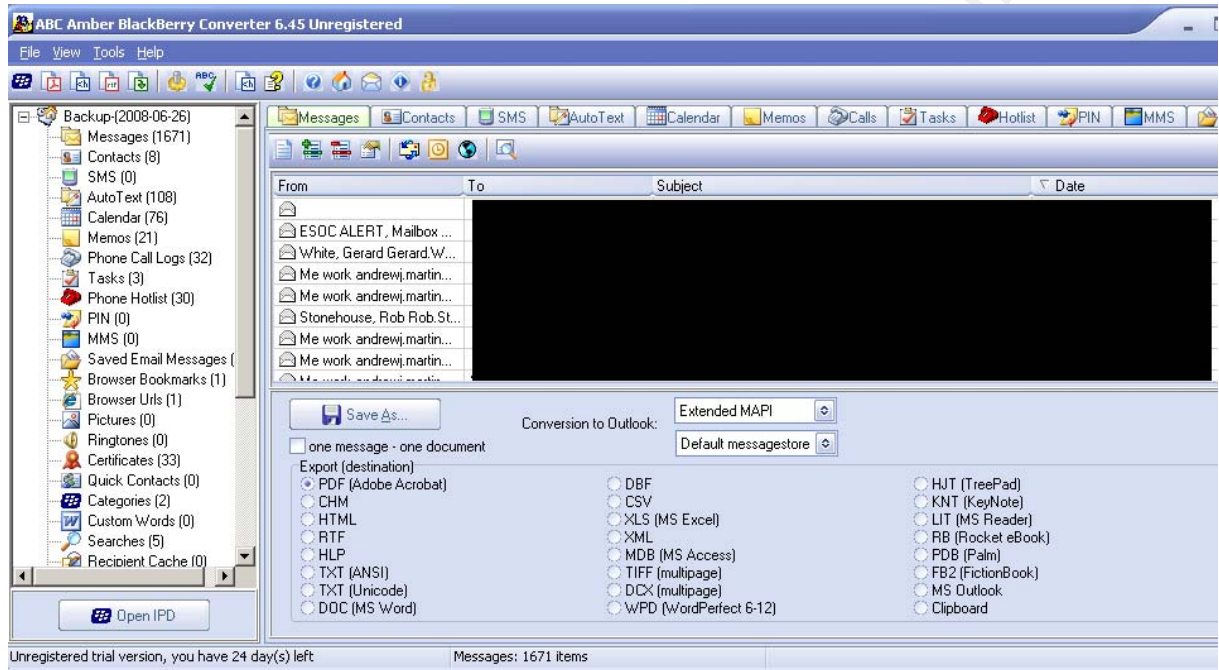 ABC Amber BlackBerry Converter 6.45 Unregistered
File View Tools Help
Backup-(2008-06-26)
Messages (1671)
Contacts (8)
SMS (0)
AutoText (108)
Calendar (76)
Memos (21)
Phone Call Logs (32)
Tasks (3)
Phone Hotlist (30)
PIN (0)
MMS (0)
Saved Email Messages (
Browser Bookmarks (1)
Browser Urls (1)
Pictures (0)
Ringtones (0)
Certificates (33)
Quick Contacts (0)
Categories (2)
Custom Words (0)
Searches (5)
Recipient Cache (0)
Open IPD
Messages Contacts SMS AutoText Calendar Memos Calls Tasks Hotlist PIN MMS
From To Subject Date
ESOC ALERT, Mailbox ...
White, Gerard Gerard.W...
Me work andrewj.martin...
Me work andrewj.martin...
Stonehouse, Rob Rob.St...
Me work andrewj.martin...
Me work andrewj.martin...
Save As...
Conversion to Outlook:
Extended MAPI
Default messagestore
one message - one document
Export (destination)
PDF (Adobe Acrobat)
CHM
HTML
RTF
HLP
TXT (ANSI)
TXT (Unicode)
DOC (MS Word)
DBF
CSV
XLS (MS Excel)
XML
MDB (MS Access)
TIFF (multipage)
DCX (multipage)
WPD (WordPerfect 6-12)
HJT (TreePad)
KNT (KeyNote)
LIT (MS Reader)
RB (Rocket eBook)
PDB (Palm)
FB2 (FictionBook)
MS Outlook
Clipboard
Unregistered trial version, you have 24 day(s) left
Messages: 1671 items